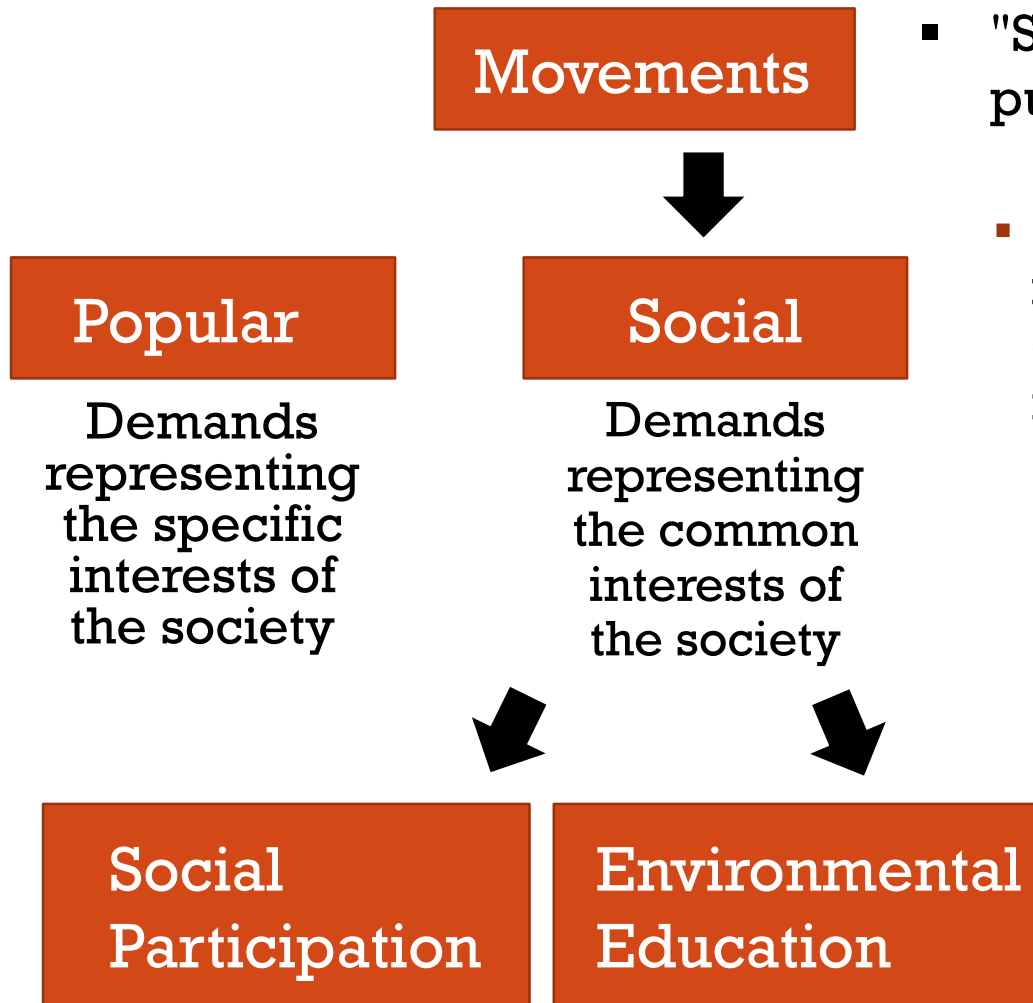 Movements
Popular
Demands
representing
the specific
interests of
the society
Social
Demands
representing
the common
interests of
the society
Social
Participation
Environmental
Education
"S